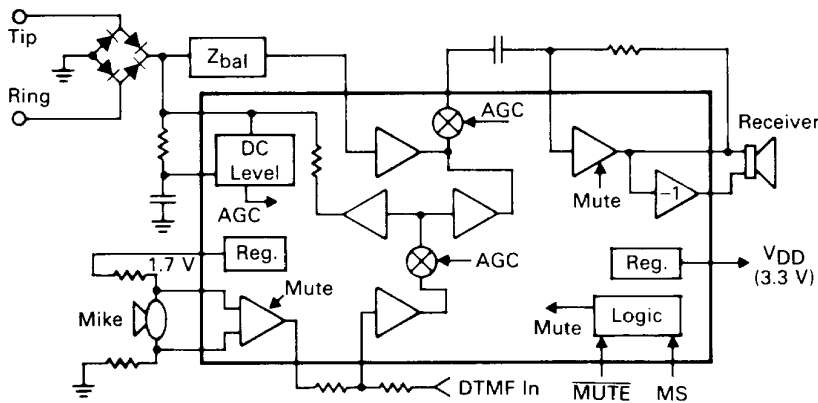 Tip
Zbal
Ring
AGC
Receiver
DC
Level
Mute
-1
AGC
Reg.
1.7 V
AGC
Reg.
VDD
(3.3 V)
Mute
Mike
Logic
Mute
DTMF In
MUTE
MS